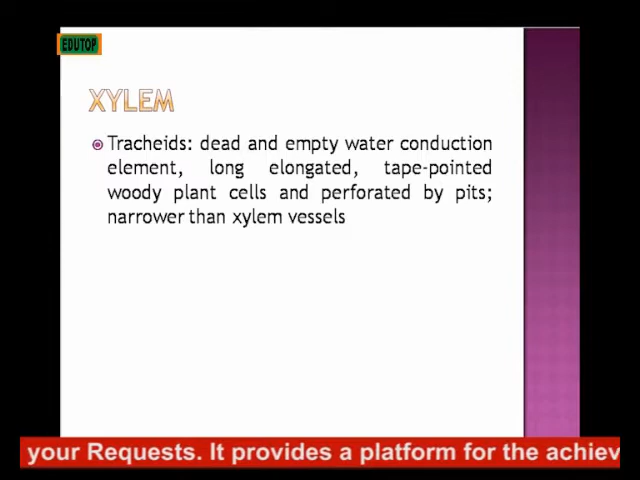 EDUTOP
XYLEM
Tracheids: dead and empty water conduction
element, long elongated, tape-pointed
woody plant cells and perforated by pits;
narrower than xylem vessels
your Requests. It provides a platform for the achiev